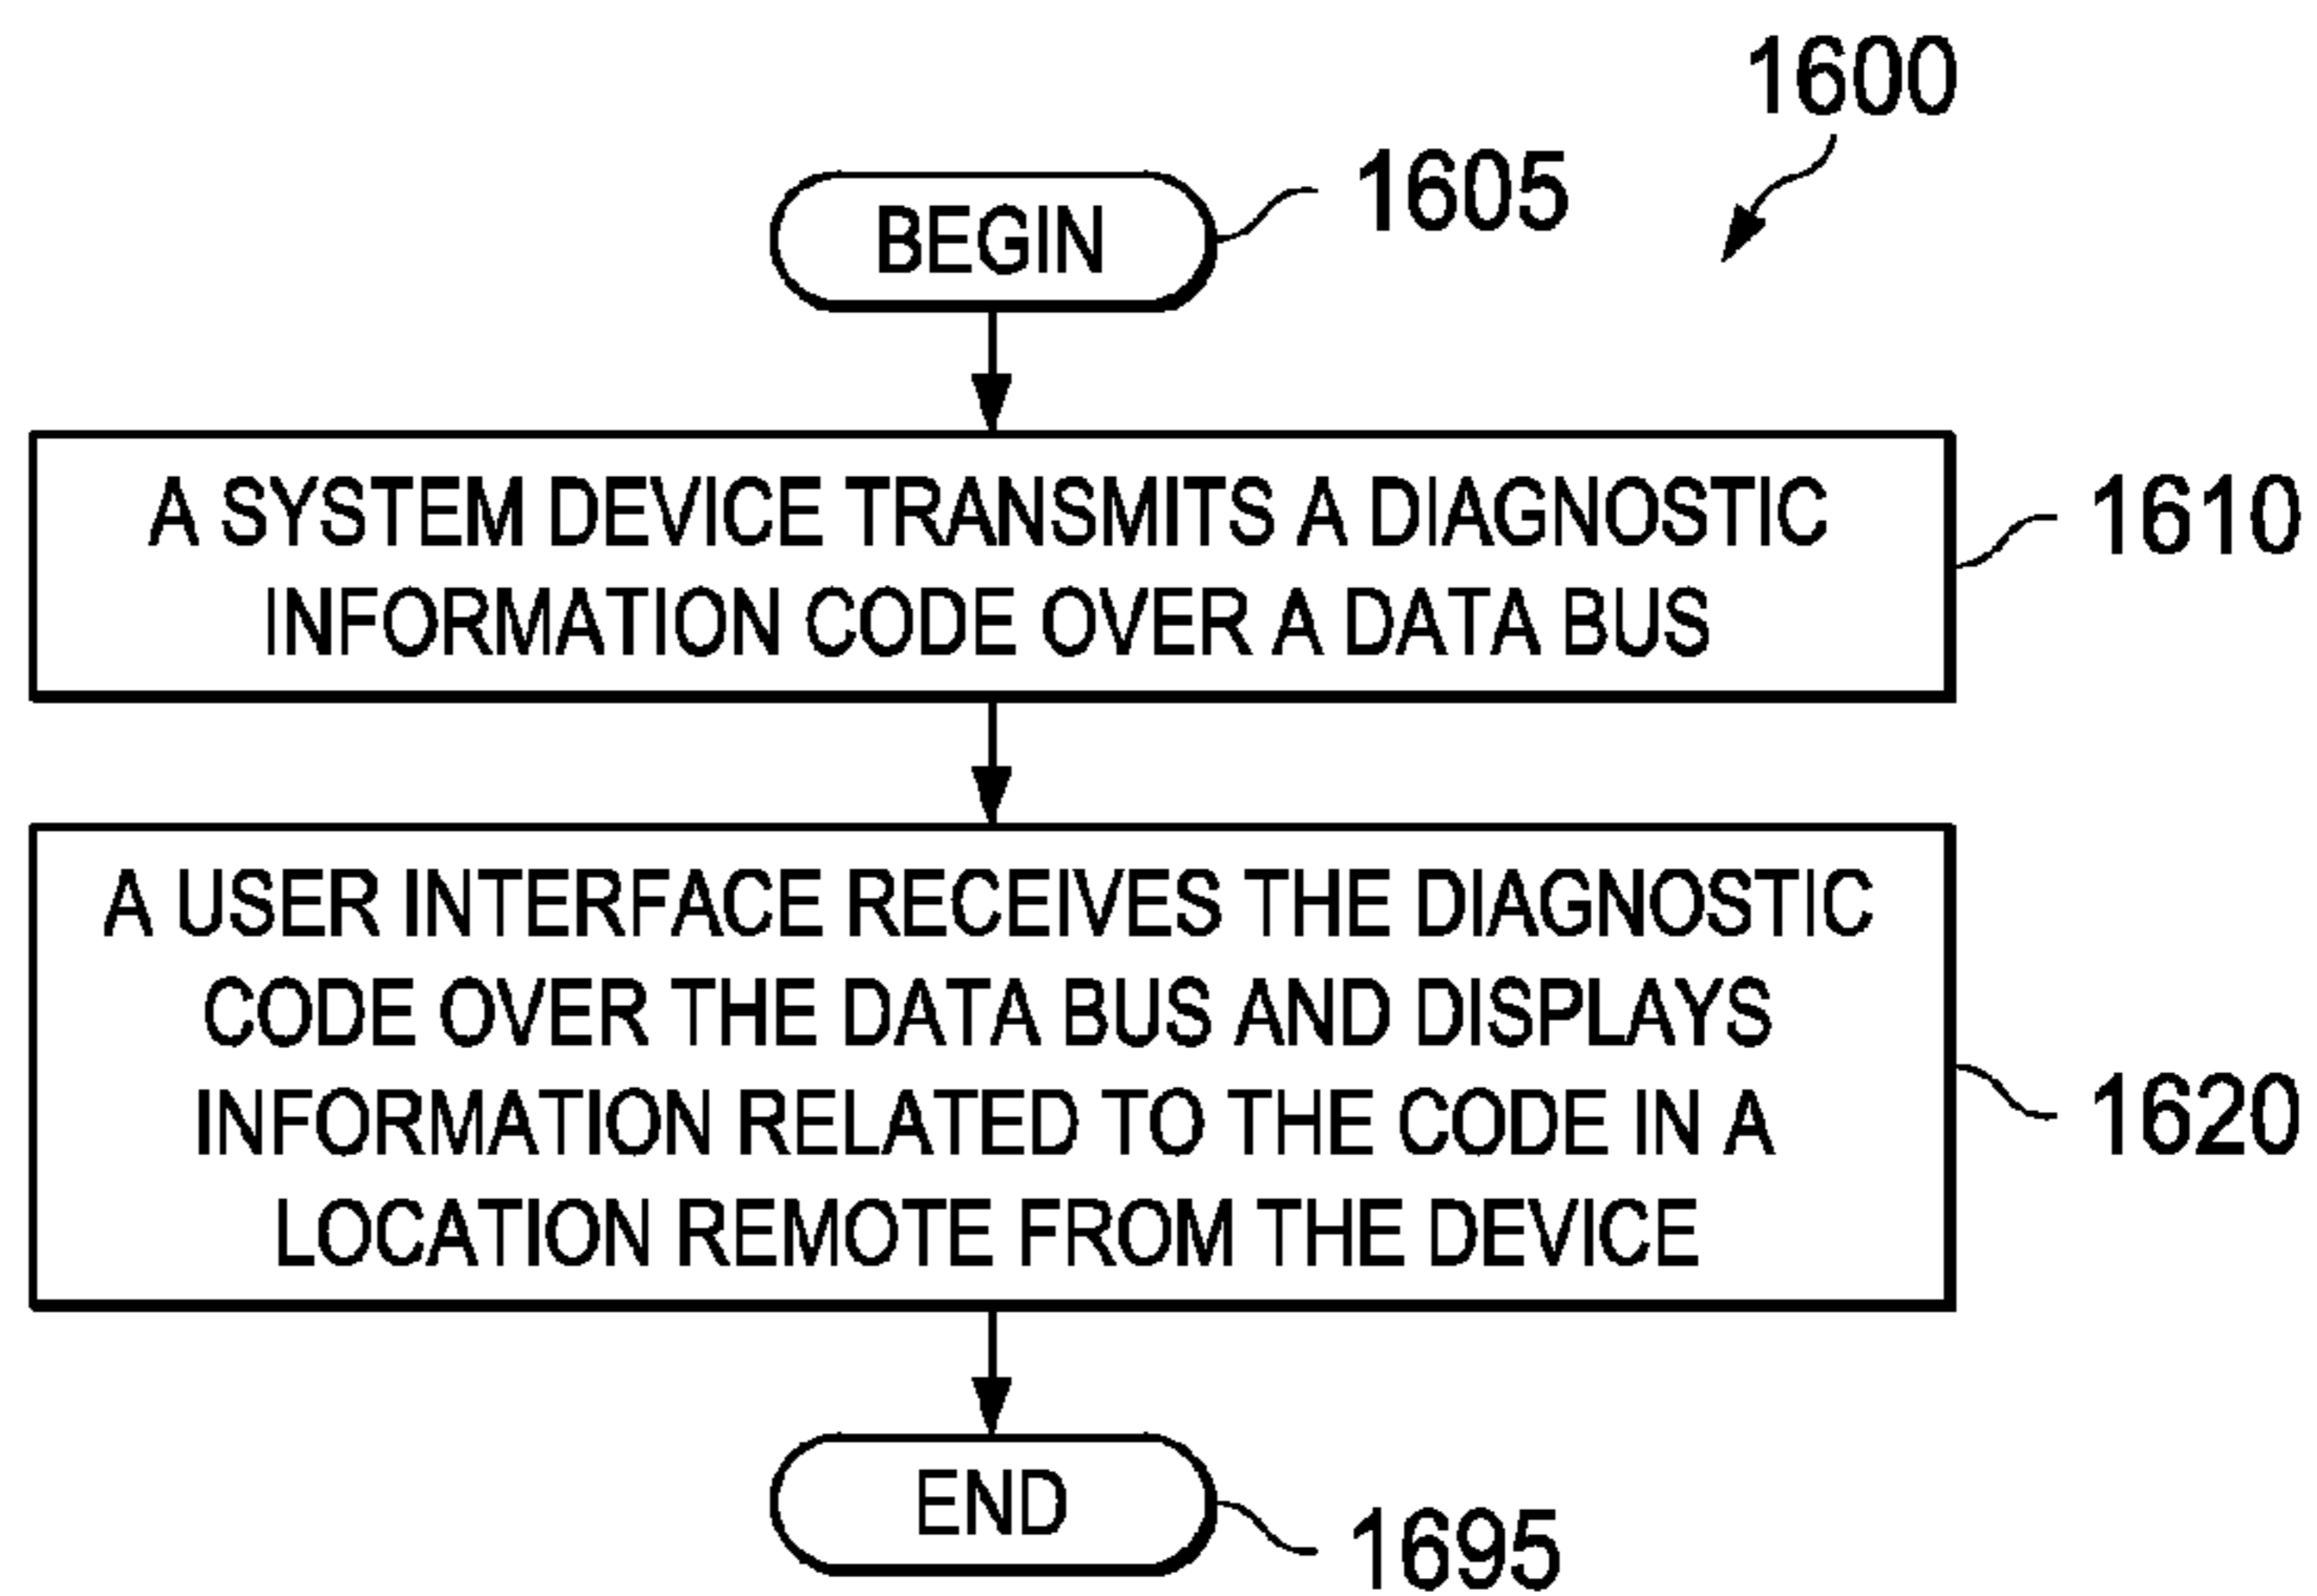 1600
BEGIN
1605
A SYSTEM DEVICE TRANSMITS A DIAGNOSTIC
INFORMATION CODE OVER A DATA BUS
1610
A USER INTERFACE RECEIVES THE DIAGNOSTIC
CODE OVER THE DATA BUS AND DISPLAYS
INFORMATION RELATED TO THE CODE IN A
LOCATION REMOTE FROM THE DEVICE
1620
END
1695